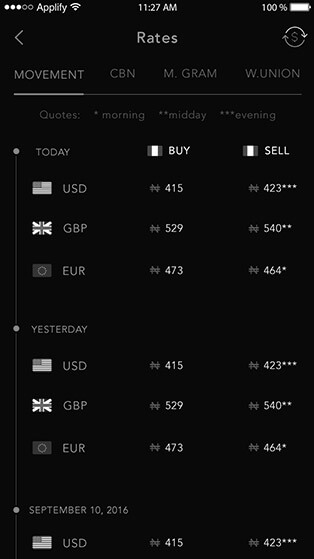 Applify 11:27 AM 100 %
Rates
MOVEMENT CBN M. GRAM W.UNION
Quotes: * morning **midday ***evening
TODAY BUY SELL
USD ₦ 415 ₦ 423***
GBP ₦ 529 ₦ 540**
EUR ₦ 473 ₦ 464*
YESTERDAY
USD ₦ 415 ₦ 423***
GBP ₦ 529 ₦ 540**
EUR ₦ 473 ₦ 464*
SEPTEMBER 10, 2016
USD ₦ 415 ₦ 423***